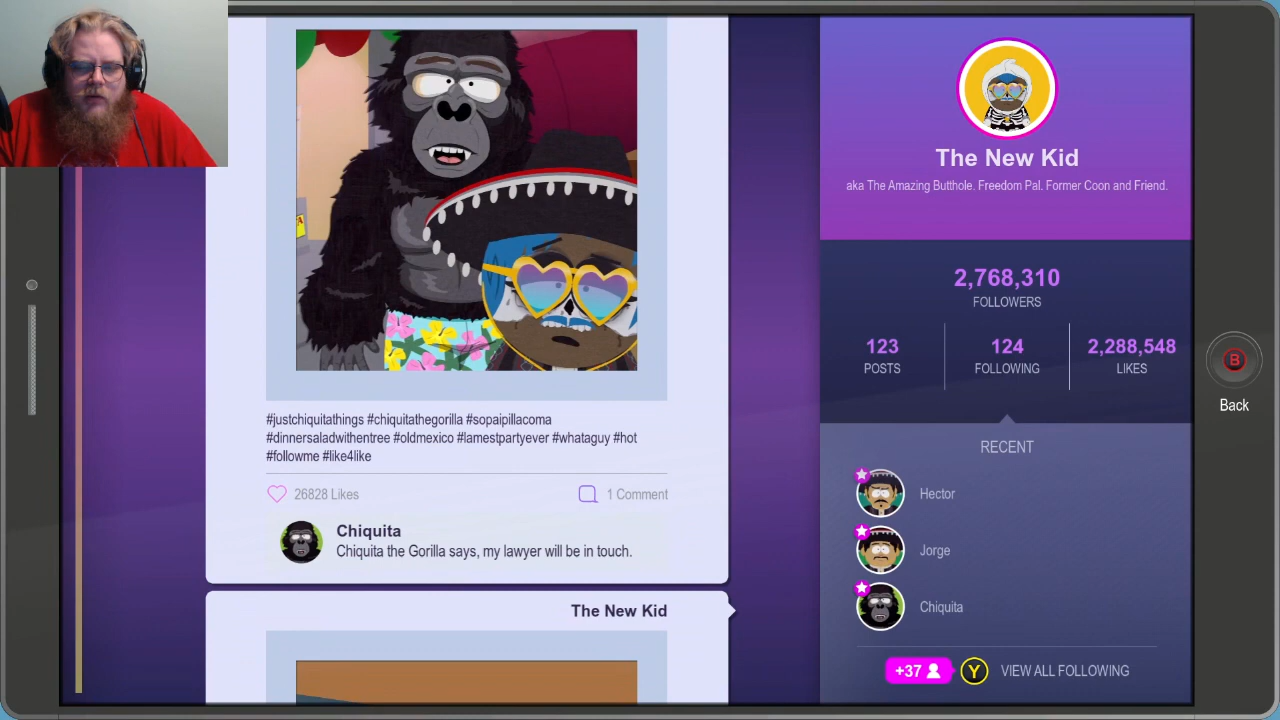 #justchiquitathings #chiquitathegorilla #sopaipillacoma
#dinnersaladwithentree #oldmexico #lamestpartyever #whataguy #hot
#followme #like4like
26828 Likes
1 Comment
Chiquita
Chiquita the Gorilla says, my lawyer will be in touch.
The New Kid
The New Kid
aka The Amazing Butthole. Freedom Pal. Former Coon and Friend.
2,768,310
FOLLOWERS
123
POSTS
124
FOLLOWING
2,288,548
LIKES
RECENT
Hector
Jorge
Chiquita
+37
Y
VIEW ALL FOLLOWING
B
Back